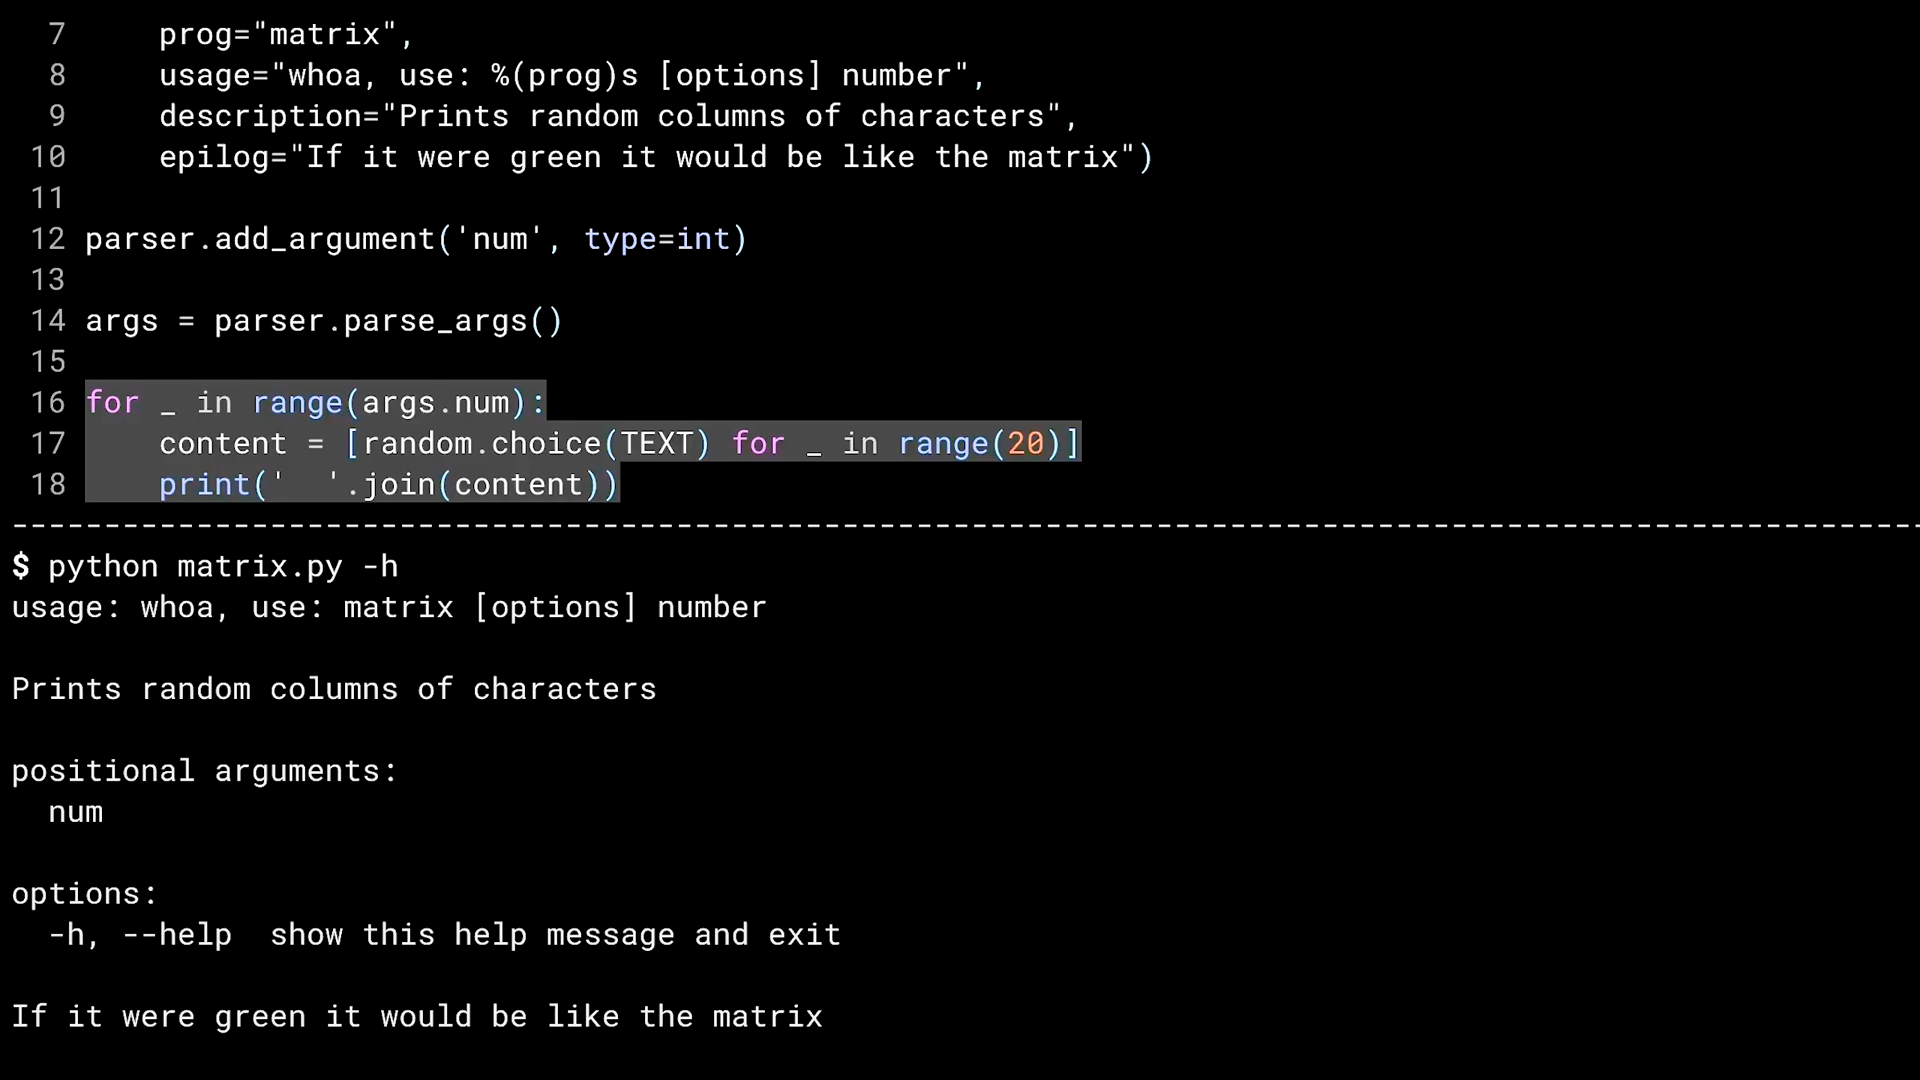 7     prog="matrix",
8     usage="whoa, use: %(prog)s [options] number",
9     description="Prints random columns of characters",
10     epilog="If it were green it would be like the matrix")
11
12 parser.add_argument('num', type=int)
13
14 args = parser.parse_args()
15
16 for _ in range(args.num):
17     content = [random.choice(TEXT) for _ in range(20)]
18     print('  '.join(content))
--------------------------------------------------------------------------------------------------------
$ python matrix.py -h
usage: whoa, use: matrix [options] number

Prints random columns of characters

positional arguments:
  num

options:
  -h, --help  show this help message and exit

If it were green it would be like the matrix